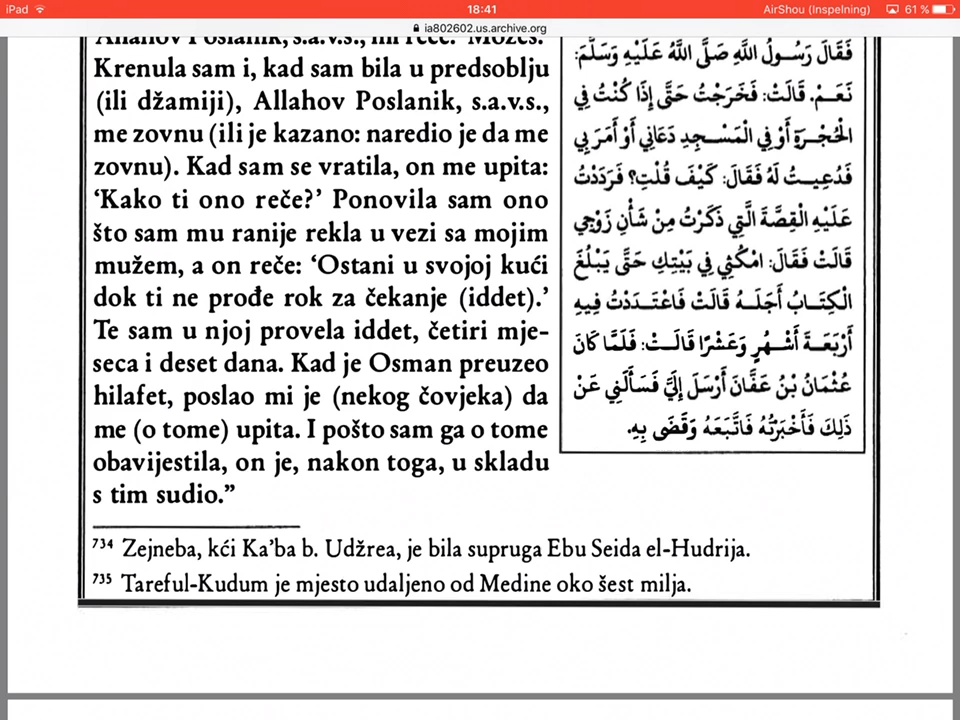 iPad 18:41 AirShou (Inspelning) 61 %
ia802602.us.archive.org
Allahov Poslanik, s.a.v.s., mi reče: ‘Možeš.’
Krenula sam i, kad sam bila u predsoblju
(ili džamiji), Allahov Poslanik, s.a.v.s.,
me zovnu (ili je kazano: naredio je da me
zovnu). Kad sam se vratila, on me upita:
‘Kako ti ono reče?’ Ponovila sam ono
što sam mu ranije rekla u vezi sa mojim
mužem, a on reče: ‘Ostani u svojoj kući
dok ti ne prođe rok za čekanje (iddet).’
Te sam u njoj provela iddet, četiri mje-
seca i deset dana. Kad je Osman preuzeo
hilafet, poslao mi je (nekog čovjeka) da
me (o tome) upita. I pošto sam ga o tome
obavijestila, on je, nakon toga, u skladu
s tim sudio.”
فَقَالَ رَسُولُ اللَّهِ صَلَّى اللَّهُ عَلَيْهِ وَسَلَّمَ:
نَعَمْ. قَالَتْ: فَخَرَجْتُ حَتَّى إِذَا كُنْتُ فِي
الْحُجْرَةِ أَوْ فِي الْمَسْجِدِ دَعَانِي أَوْ أَمَرَ بِي
فَدُعِيتُ لَهُ فَقَالَ: كَيْفَ قُلْتِ؟ فَرَدَدْتُ
عَلَيْهِ الْقِصَّةَ الَّتِي ذَكَرْتُ مِنْ شَأْنِ زَوْجِي
قَالَتْ فَقَالَ: امْكُثِي فِي بَيْتِكِ حَتَّى يَبْلُغَ
الْكِتَابُ أَجَلَهُ قَالَتْ فَاعْتَدَدْتُ فِيهِ
أَرْبَعَةَ أَشْهُرٍ وَعَشْرًا قَالَتْ: فَلَمَّا كَانَ
عُثْمَانُ بْنُ عَفَّانَ أَرْسَلَ إِلَيَّ فَسَأَلَنِي عَنْ
ذَلِكَ فَأَخْبَرْتُهُ فَاتَّبَعَهُ وَقَضَى بِهِ.
734 Zejneba, kći Ka’ba b. Udžrea, je bila supruga Ebu Seida el-Hudrija.
735 Tareful-Kudum je mjesto udaljeno od Medine oko šest milja.